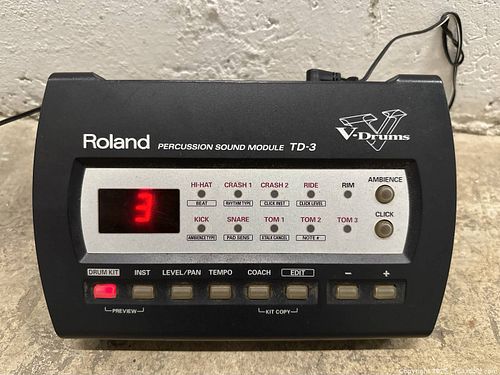 Roland PERCUSSION SOUND MODULE TD-3
V-Drums
HI-HAT CRASH 1 CRASH 2 RIDE RIM AMBIENCE
BEAT RHYTHM TYPE CLICK INST CLICK LEVEL
3
KICK SNARE TOM 1 TOM 2 TOM 3 CLICK
AMBIENCE TYPE PAD SENS XTALK CANCEL NOTE #
DRUM KIT INST LEVEL/PAN TEMPO COACH EDIT − +
PREVIEW KIT COPY